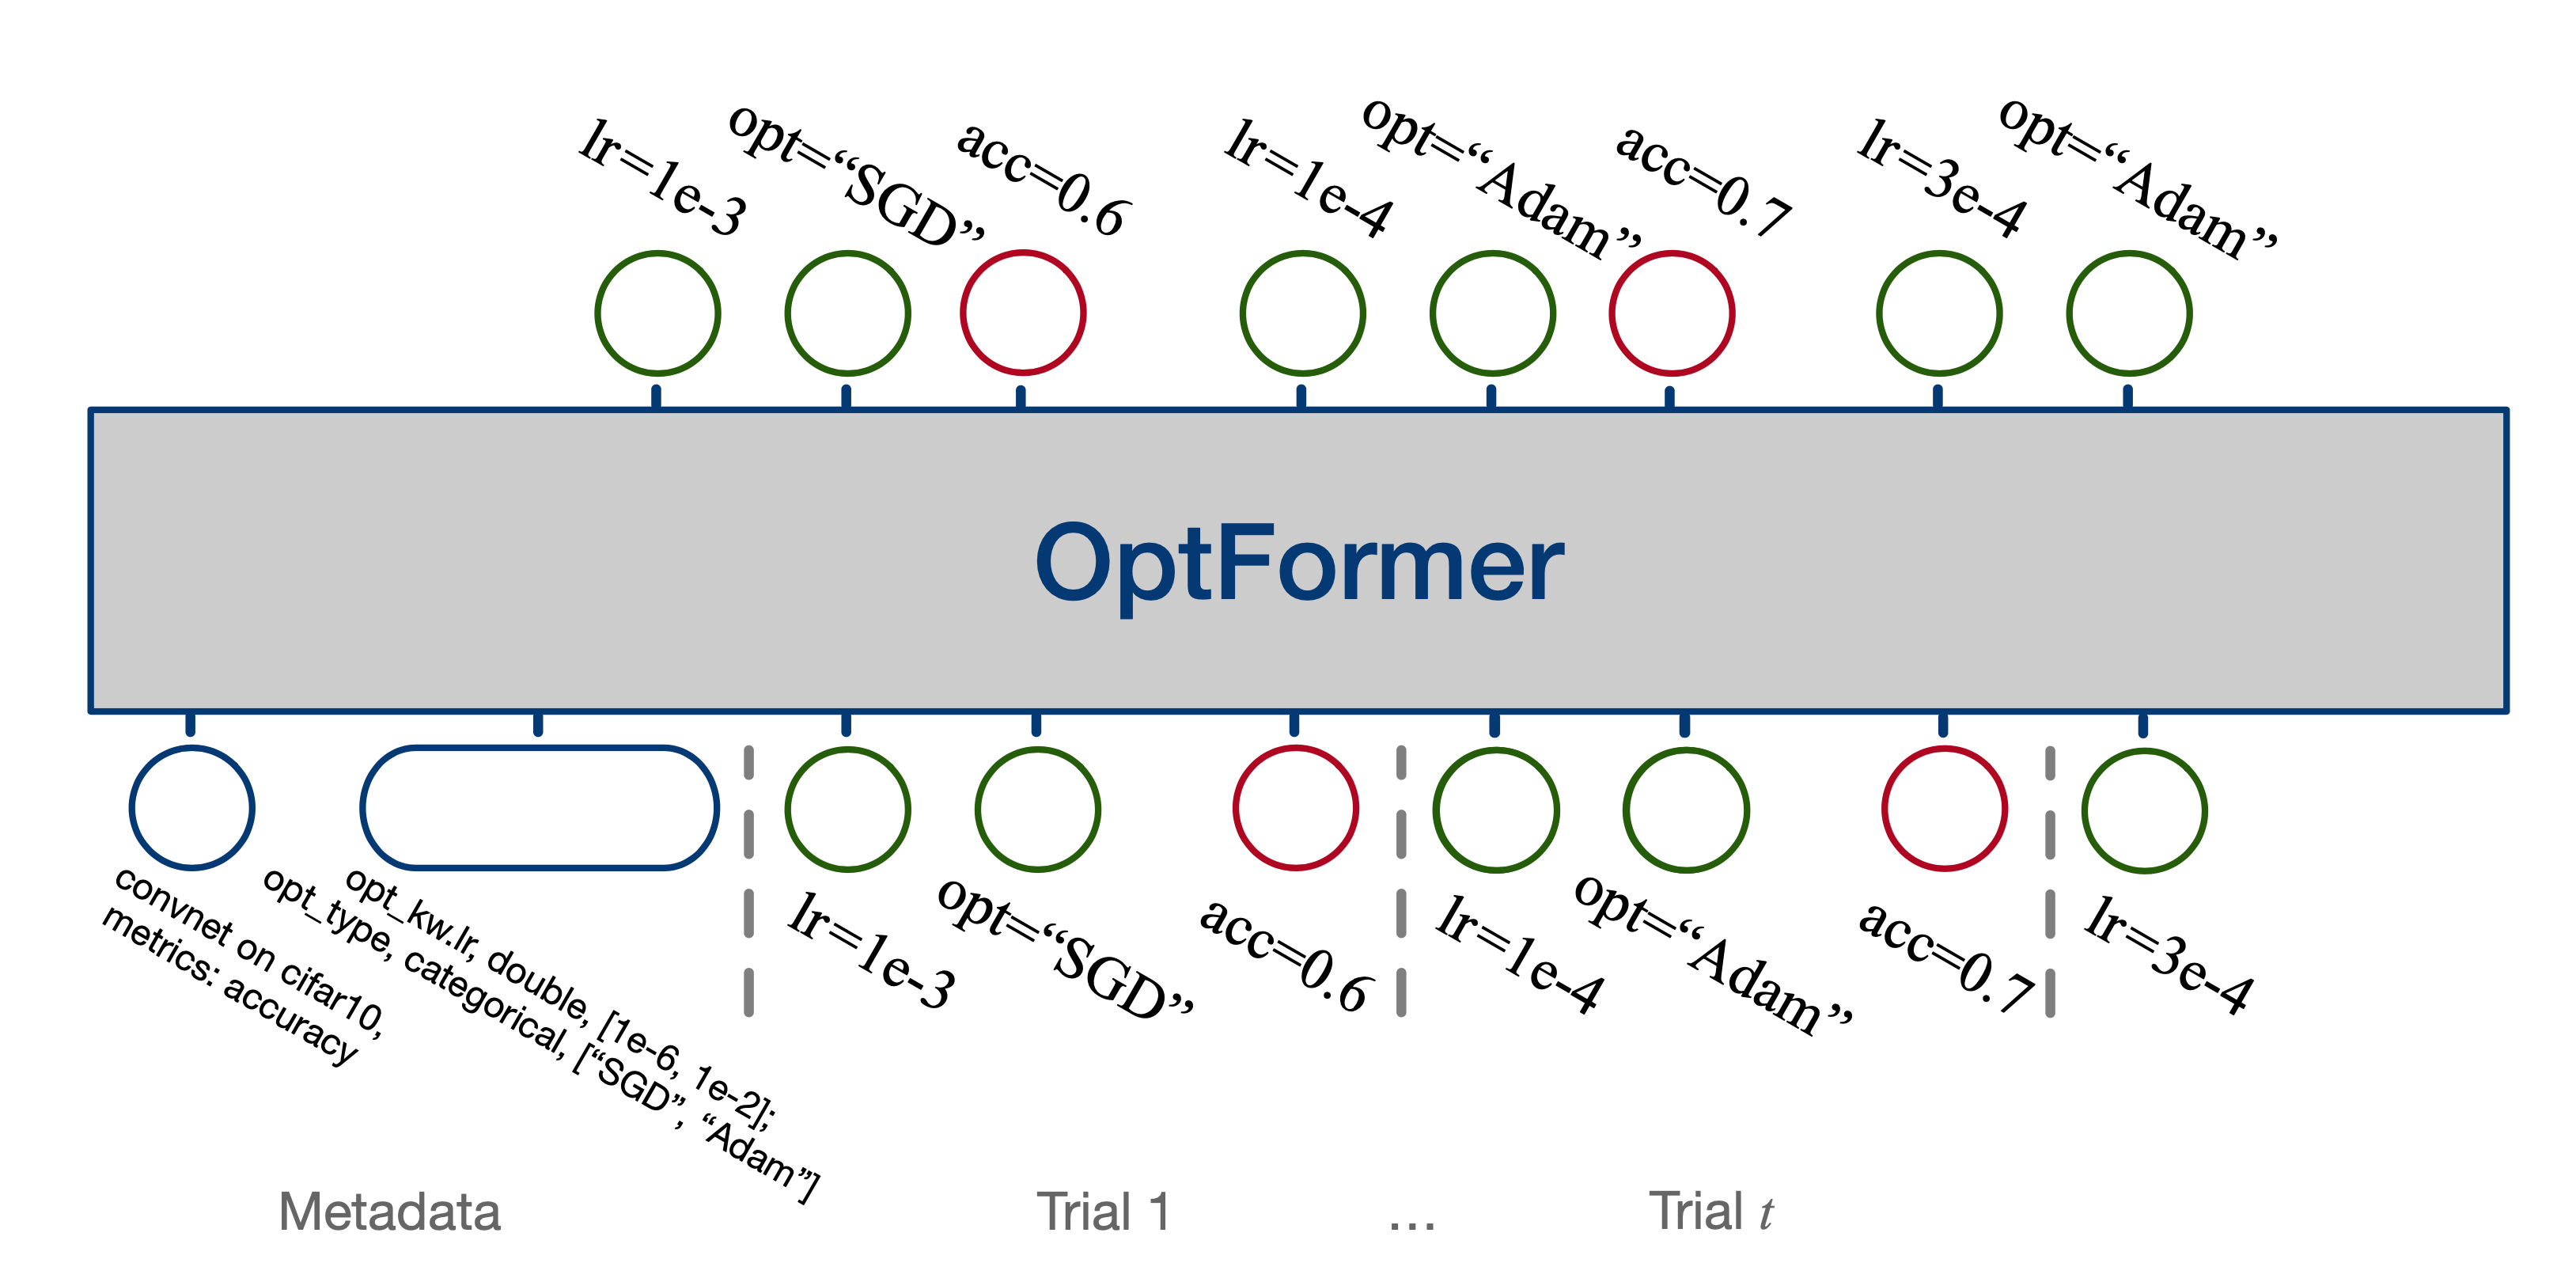 lr=1e-3
opt=“SGD”
acc=0.6
lr=1e-4
opt=“Adam”
acc=0.7
lr=3e-4
opt=“Adam”
OptFormer
convnet on cifar10,
metrics: accuracy
opt_kw.lr, double, [1e-6, 1e-2];
opt_type, categorical, [“SGD”, “Adam”]
lr=1e-3
opt=“SGD”
acc=0.6
lr=1e-4
opt=“Adam”
acc=0.7
lr=3e-4
Metadata
Trial 1
...
Trial t